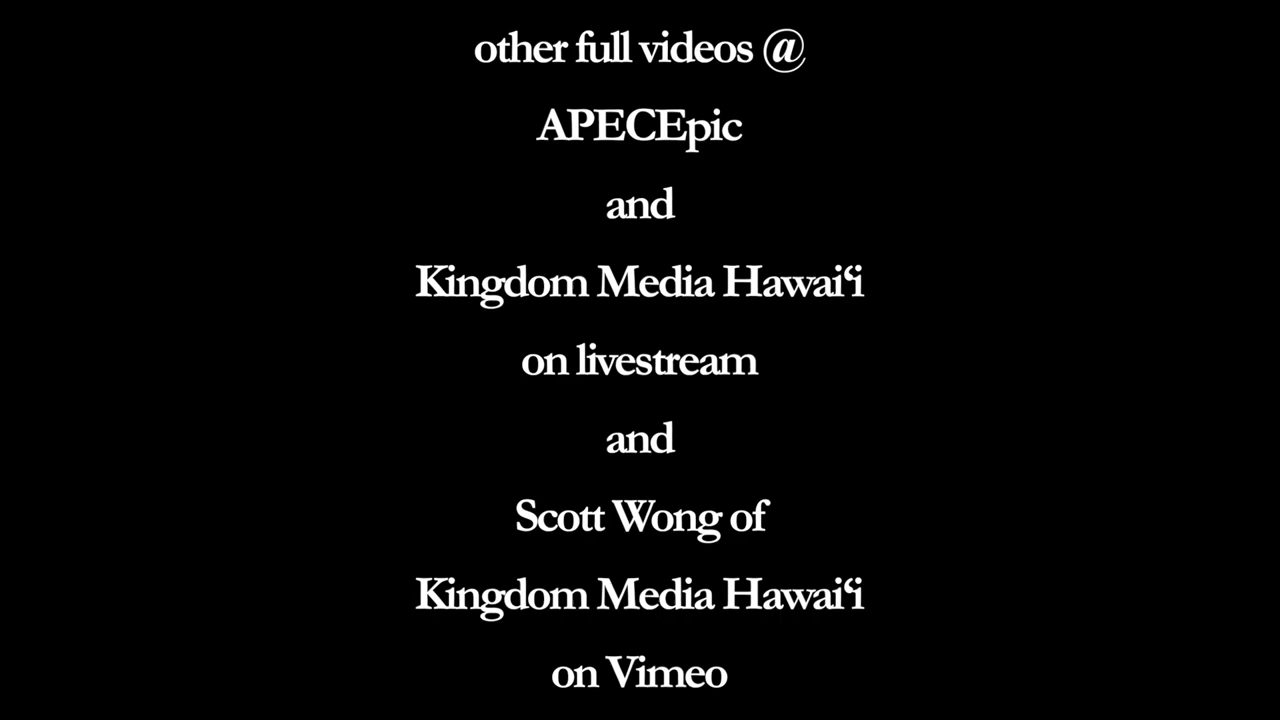 other full videos @
APECEpic
and
Kingdom Media Hawaiʻi
on livestream
and
Scott Wong of
Kingdom Media Hawaiʻi
on Vimeo